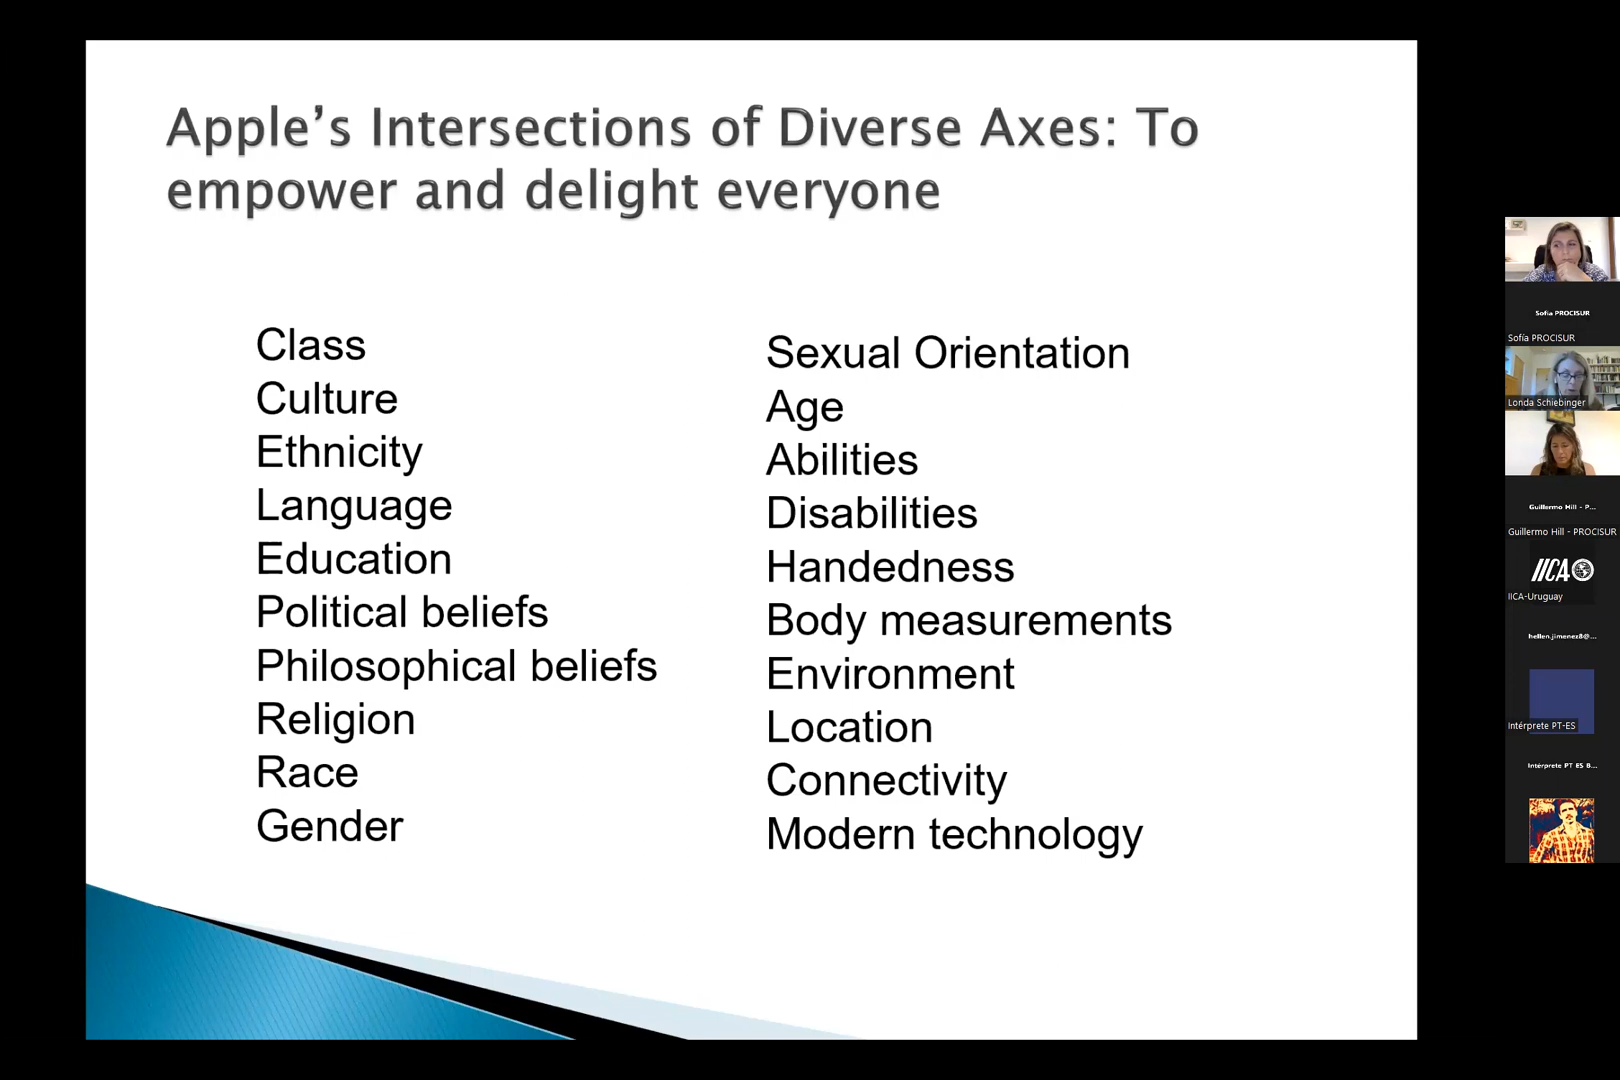 Apple's Intersections of Diverse Axes: To
empower and delight everyone
Class
Culture
Ethnicity
Language
Education
Political beliefs
Philosophical beliefs
Religion
Race
Gender
Sexual Orientation
Age
Abilities
Disabilities
Handedness
Body measurements
Environment
Location
Connectivity
Modern technology
Sofia PROCISUR
Sofía PROCISUR
Londa Schiebinger
Guillermo Hill - P...
Guillermo Hill - PROCISUR
IICA
IICA-Uruguay
hellen.jimenez8@...
Intérprete PT-ES
Intérprete PT ES B...